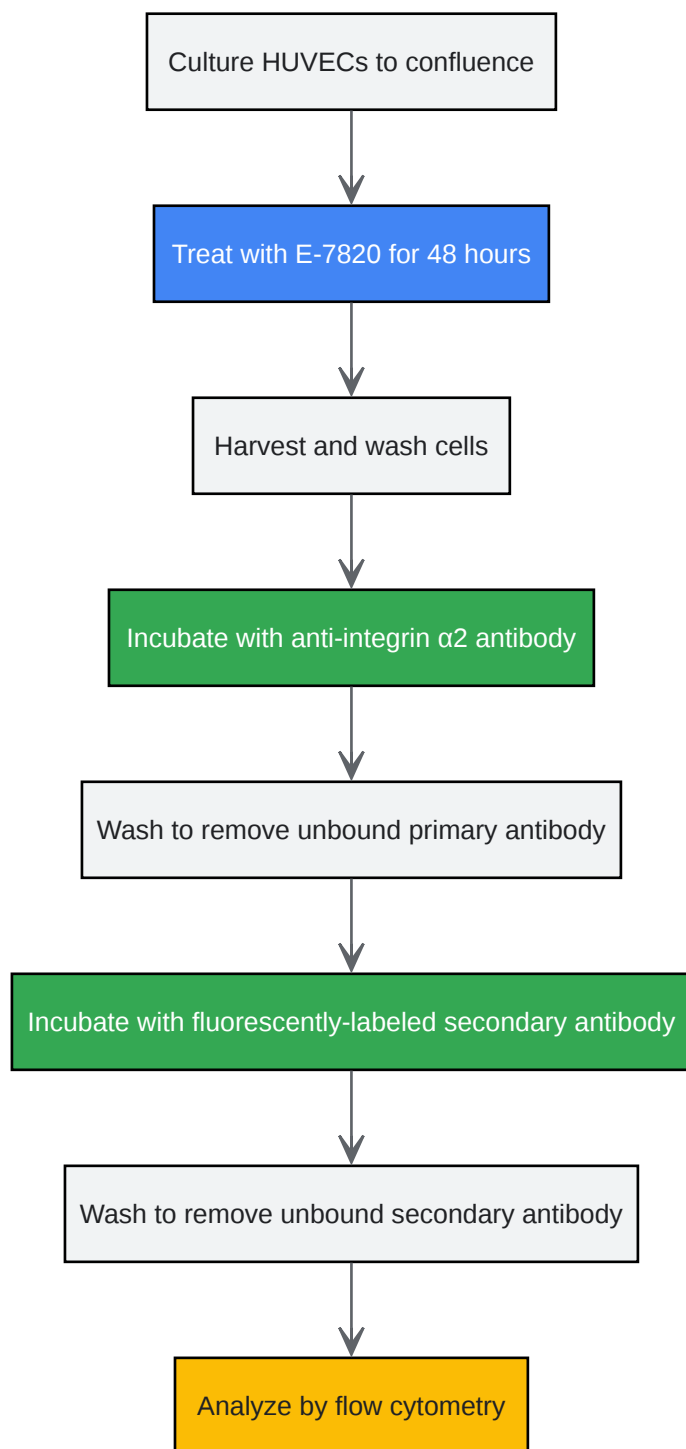 Culture HUVECs to confluence
Treat with E-7820 for 48 hours
Harvest and wash cells
Incubate with anti-integrin α2 antibody
Wash to remove unbound primary antibody
Incubate with fluorescently-labeled secondary antibody
Wash to remove unbound secondary antibody
Analyze by flow cytometry